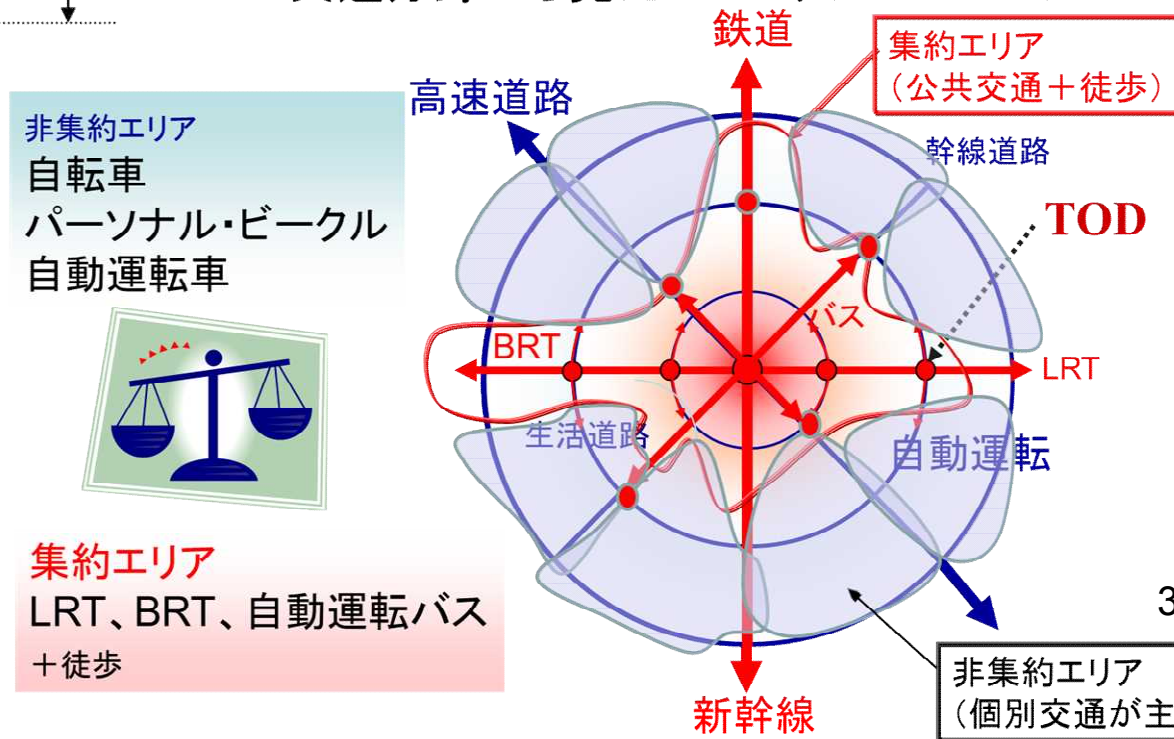 鉄道
集約エリア
(公共交通+徒歩)
高速道路
非集約エリア
自転車
パーソナル・ビークル
自動運転車
幹線道路
TOD
バス
BRT
LRT
生活道路
自動運転
集約エリア
LRT、BRT、自動運転バス
+徒歩
3
非集約エリア
(個別交通が主
新幹線